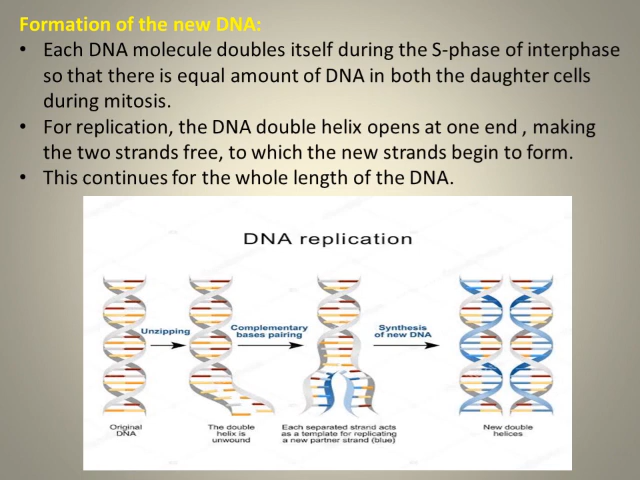 Formation of the new DNA:
• Each DNA molecule doubles itself during the S-phase of interphase
so that there is equal amount of DNA in both the daughter cells
during mitosis.
• For replication, the DNA double helix opens at one end , making
the two strands free, to which the new strands begin to form.
• This continues for the whole length of the DNA.
DNA replication
Unzipping
Complementary
bases pairing
Synthesis
of new DNA
Original
DNA
The double
helix is
unwound
Each separated strand acts
as a template for replicating
a new partner strand (blue)
New double
helices